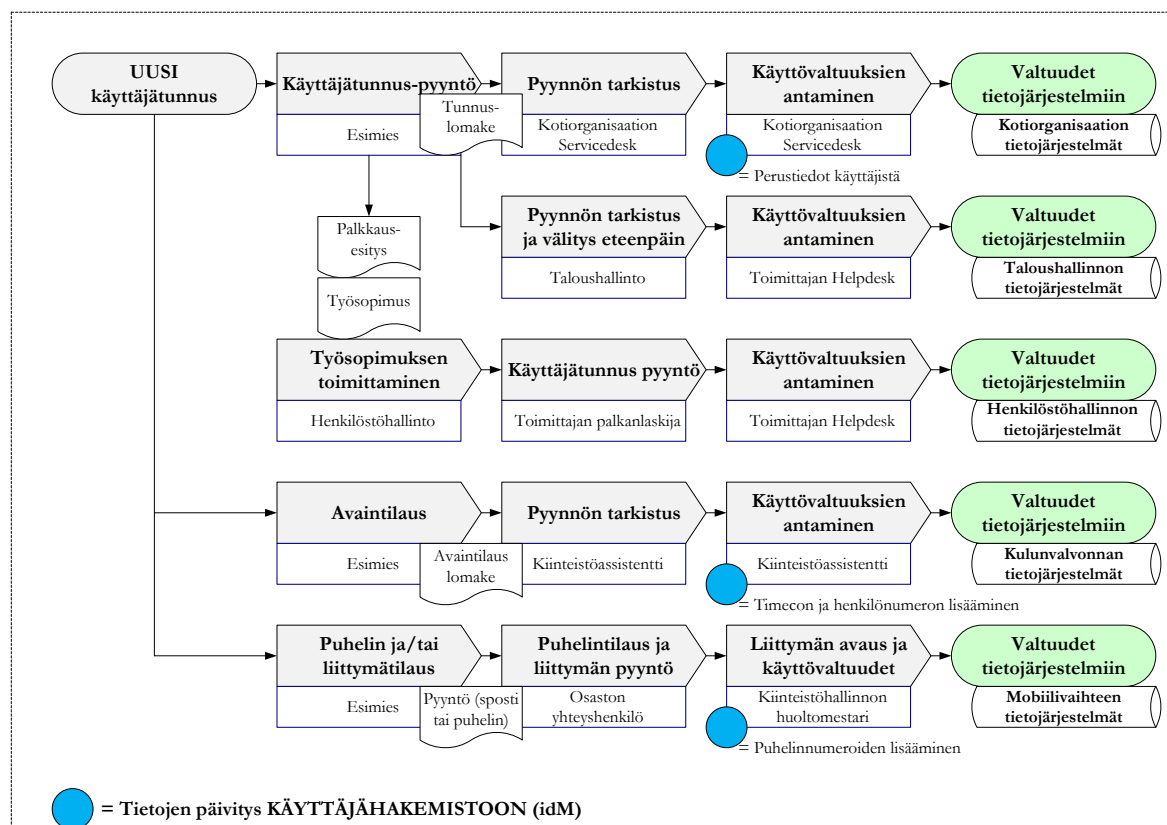 UUSI
käyttäjätunnus
Käyttäjätunnus-pyyntö
Esimies
Tunnus-
lomake
Pyynnön tarkistus
Kotiorganisaation
Servicedesk
Käyttövaltuuksien
antaminen
Kotiorganisaation
Servicedesk
= Perustiedot käyttäjistä
Valtuudet
tietojärjestelmiin
Kotiorganisaation
tietojärjestelmät
Palkkaus-
esitys
Työsopimus
Pyynnön tarkistus
ja välitys eteenpäin
Taloushallinto
Käyttövaltuuksien
antaminen
Toimittajan Helpdesk
Valtuudet
tietojärjestelmiin
Taloushallinnon
tietojärjestelmät
Työsopimuksen
toimittaminen
Henkilöstöhallinto
Käyttäjätunnus pyyntö
Toimittajan palkanlaskija
Käyttövaltuuksien
antaminen
Toimittajan Helpdesk
Valtuudet
tietojärjestelmiin
Henkilöstöhallinnon
tietojärjestelmät
Avaintilaus
Esimies
Avaintilaus
lomake
Pyynnön tarkistus
Kiinteistöassistentti
Käyttövaltuuksien
antaminen
Kiinteistöassistentti
= Timecon ja henkilönumeron lisääminen
Valtuudet
tietojärjestelmiin
Kulunvalvonnan
tietojärjestelmät
Puhelin ja/tai
liittymätilaus
Esimies
Pyyntö (sposti
tai puhelin)
Puhelintilaus ja
liittymän pyyntö
Osaston
yhteyshenkilö
Liittymän avaus ja
käyttövaltuudet
Kiinteistöhallinnon
huoltomestari
= Puhelinnumeroiden lisääminen
Valtuudet
tietojärjestelmiin
Mobiilivaihteen
tietojärjestelmät
= Tietojen päivitys KÄYTTÄJÄHAKEMISTOON (idM)